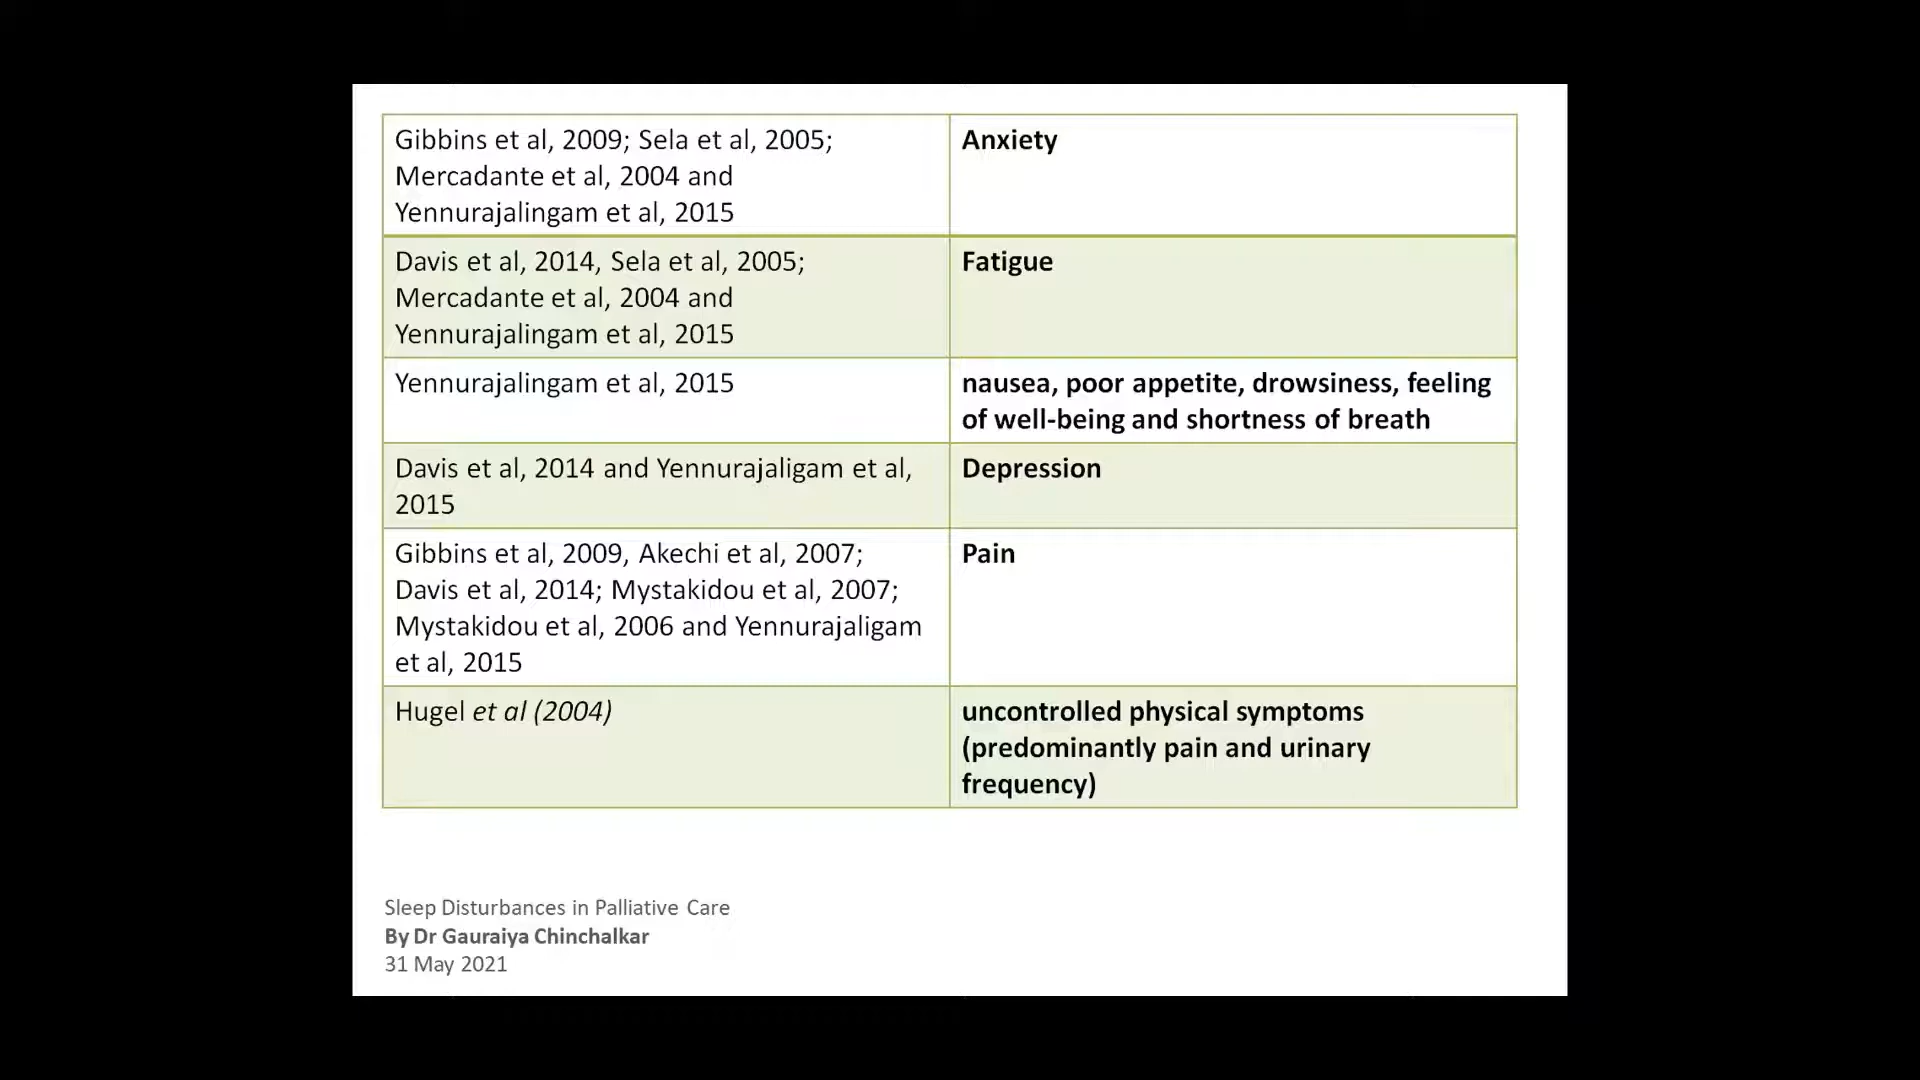 Gibbins et al, 2009; Sela et al, 2005;
Mercadante et al, 2004 and
Yennurajalingam et al, 2015
Anxiety
Davis et al, 2014, Sela et al, 2005;
Mercadante et al, 2004 and
Yennurajalingam et al, 2015
Fatigue
Yennurajalingam et al, 2015
nausea, poor appetite, drowsiness, feeling
of well-being and shortness of breath
Davis et al, 2014 and Yennurajaligam et al,
2015
Depression
Gibbins et al, 2009, Akechi et al, 2007;
Davis et al, 2014; Mystakidou et al, 2007;
Mystakidou et al, 2006 and Yennurajaligam
et al, 2015
Pain
Hugel et al (2004)
uncontrolled physical symptoms
(predominantly pain and urinary
frequency)
Sleep Disturbances in Palliative Care
By Dr Gauraiya Chinchalkar
31 May 2021